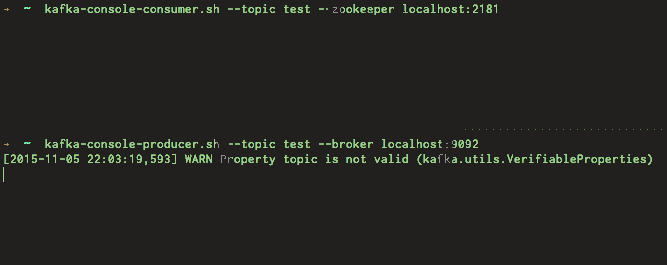 → ~ kafka-console-consumer.sh --topic test --zookeeper localhost:2181
→ ~ kafka-console-producer.sh --topic test --broker localhost:9092
[2015-11-05 22:03:19,593] WARN Property topic is not valid (kafka.utils.VerifiableProperties)